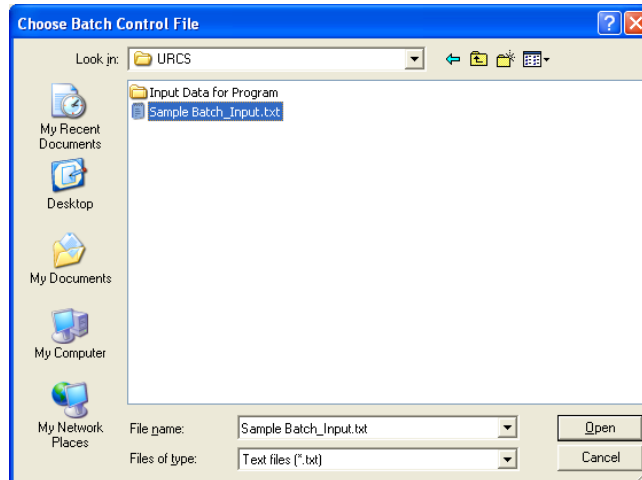 Choose Batch Control File
Look in:
URCS
Input Data for Program
Sample Batch_Input.txt
My Recent
Documents
Desktop
My Documents
My Computer
My Network
Places
File name:
Sample Batch_Input.txt
Open
Files of type:
Text files (*.txt)
Cancel